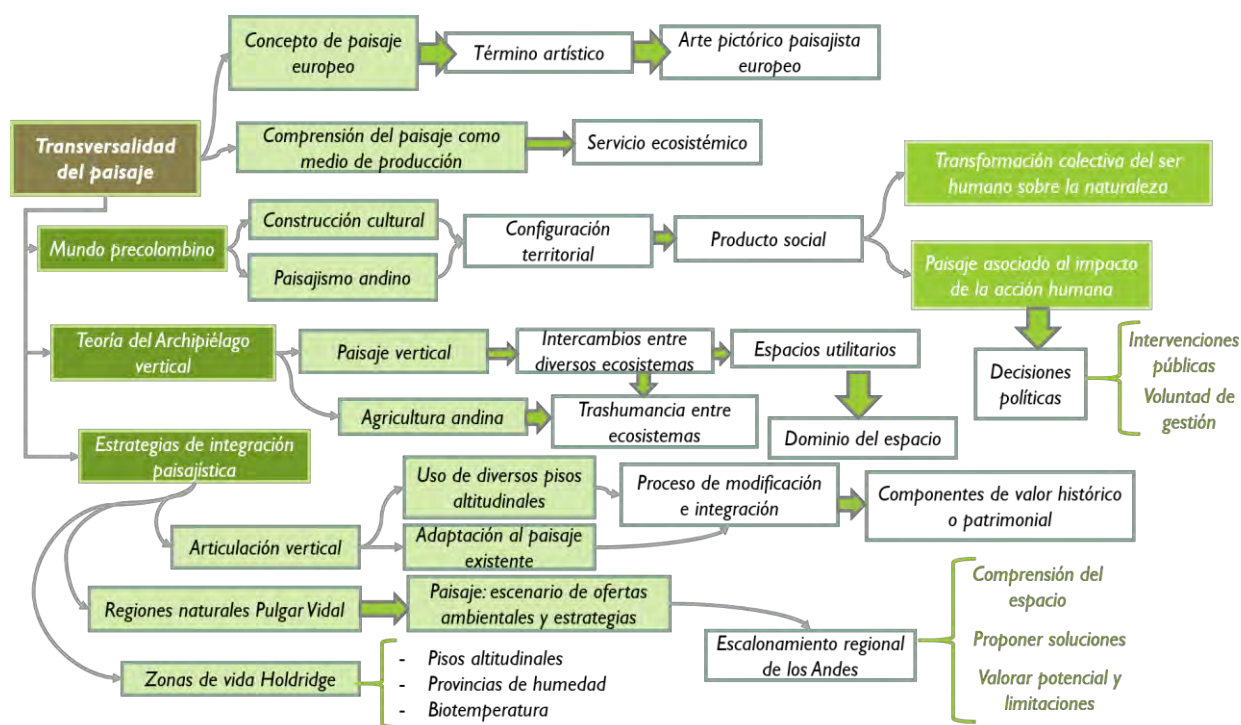 Transversalidad
del paisaje
Concepto de paisaje
europeo
Término artístico
Arte pictórico paisajista
europeo
Comprensión del paisaje como
medio de producción
Servicio ecosistémico
Mundo precolombino
Construcción cultural
Paisajismo andino
Configuración
territorial
Producto social
Transformación colectiva del ser
humano sobre la naturaleza
Paisaje asociado al impacto
de la acción humana
Decisiones
políticas
Intervenciones
públicas
Voluntad de
gestión
Teoría del Archipiélago
vertical
Paisaje vertical
Intercambios entre
diversos ecosistemas
Espacios utilitarios
Dominio del espacio
Agricultura andina
Trashumancia entre
ecosistemas
Estrategias de integración
paisajística
Articulación vertical
Uso de diversos pisos
altitudinales
Adaptación al paisaje
existente
Proceso de modificación
e integración
Componentes de valor histórico
o patrimonial
Regiones naturales Pulgar Vidal
Paisaje: escenario de ofertas
ambientales y estrategias
Escalonamiento regional
de los Andes
Comprensión del
espacio
Proponer soluciones
Valorar potencial y
limitaciones
Zonas de vida Holdridge
- Pisos altitudinales
- Provincias de humedad
- Biotemperatura